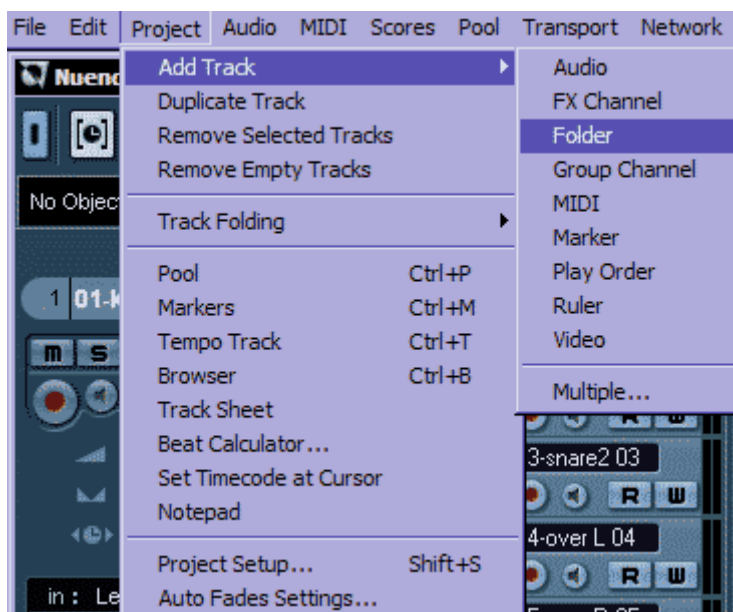 File Edit Project Audio MIDI Scores Pool Transport Network
Nuend
Add Track
Duplicate Track
Remove Selected Tracks
Remove Empty Tracks
Track Folding
Pool Ctrl+P
Markers Ctrl+M
Tempo Track Ctrl+T
Browser Ctrl+B
Track Sheet
Beat Calculator...
Set Timecode at Cursor
Notepad
Project Setup... Shift+S
Auto Fades Settings...
Audio
FX Channel
Folder
Group Channel
MIDI
Marker
Play Order
Ruler
Video
Multiple...
No Objec
1 01-k
m s
in : Le
R W
3-snare2 03
R W
4-over L 04
R W